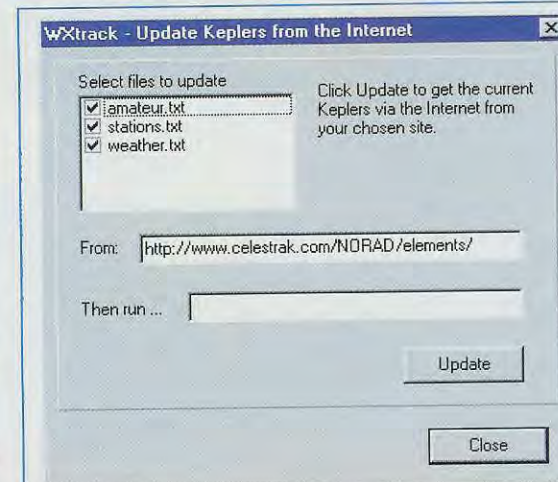 WXtrack - Update Keplers from the Internet
Select files to update
amateur.txt
stations.txt
weather.txt
Click Update to get the current
Keplers via the Internet from
your chosen site.
From:
http://www.celestrak.com/NORAD/elements/
Then run ...
Update
Close